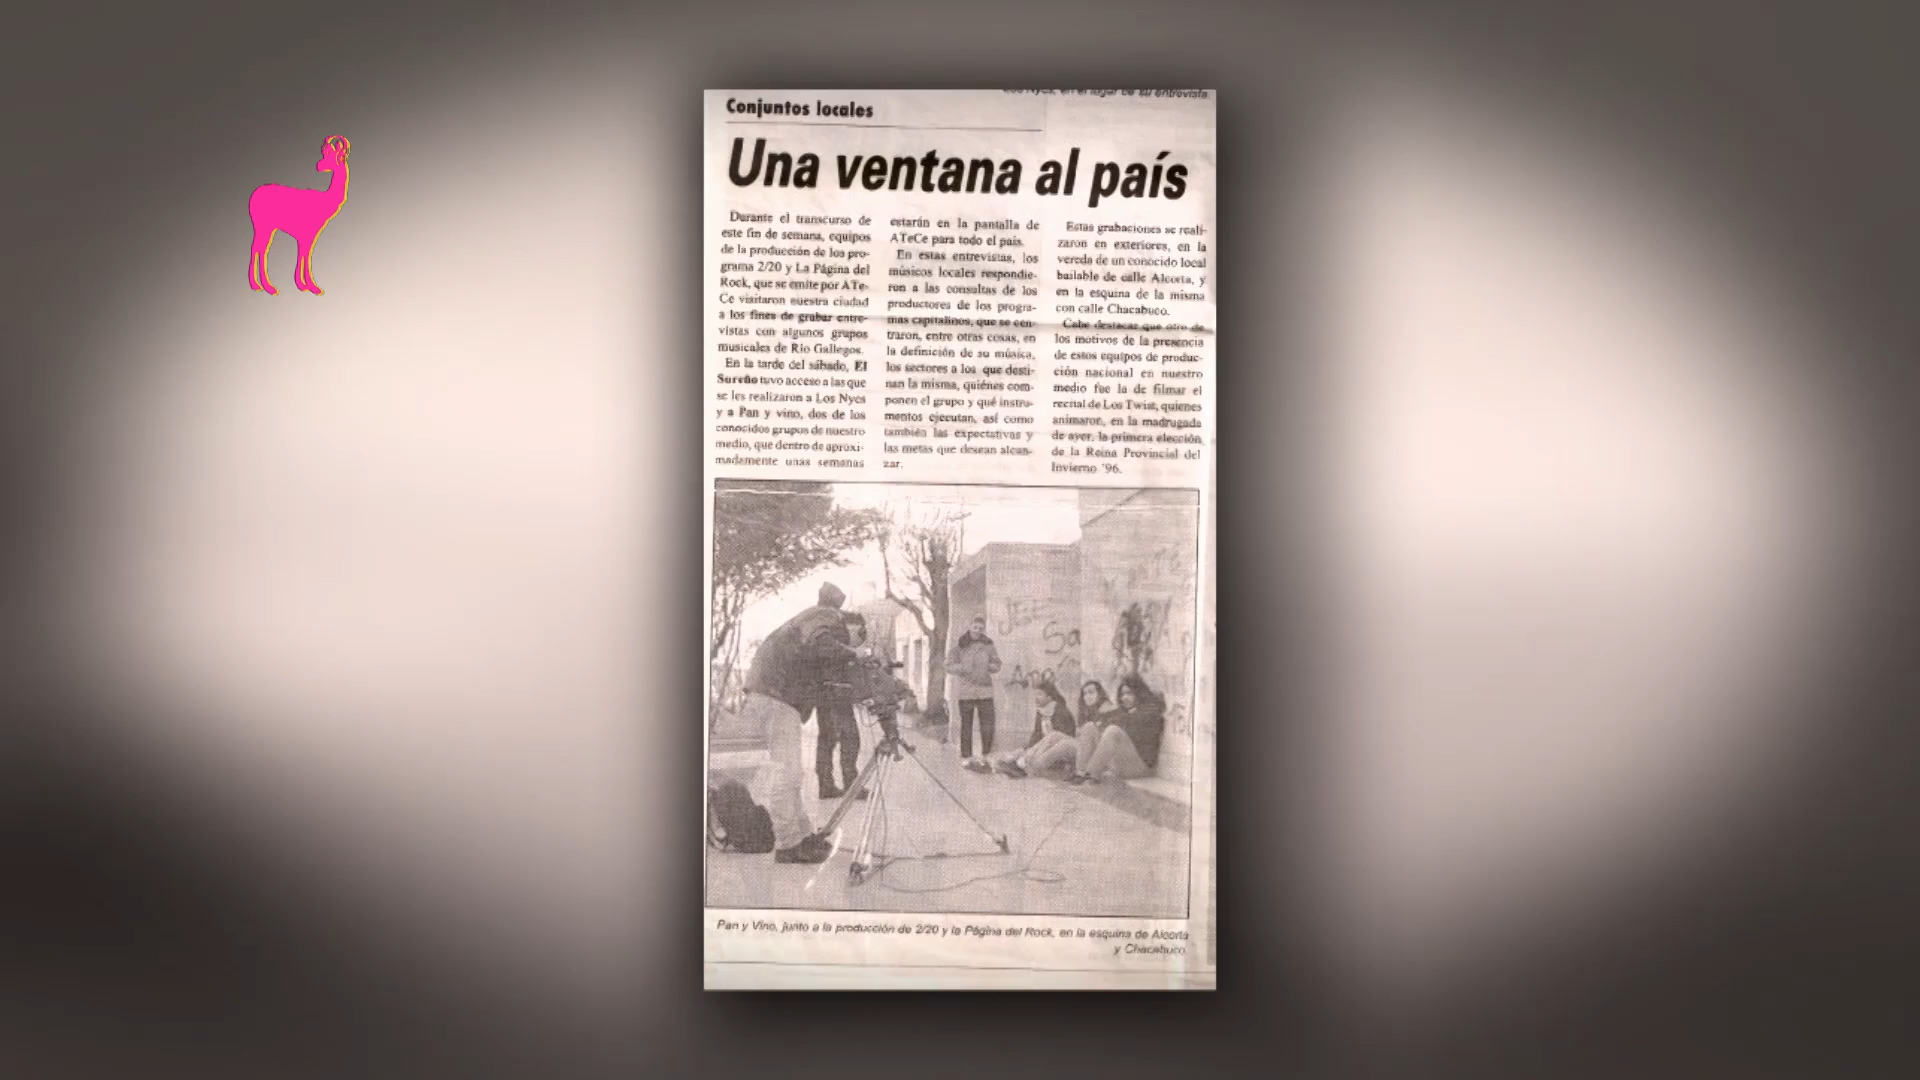 en el lugar de su entrevista.
Conjuntos locales
Una ventana al país
Durante el transcurso de
este fin de semana, equipos
de la producción de los pro-
grama 2/20 y La Página del
Rock, que se emite por ATe-
Ce visitaron nuestra ciudad
a los fines de grabar entre-
vistas con algunos grupos
musicales de Río Gallegos.
En la tarde del sábado, El
Sureño tuvo acceso a las que
se les realizaron a Los Nyes
y a Pan y vino, dos de los
conocidos grupos de nuestro
medio, que dentro de aproxi-
madamente unas semanas
estarán en la pantalla de
ATeCe para todo el país.
En estas entrevistas, los
músicos locales respondie-
ron a las consultas de los
productores de los progra-
mas capitalinos, que se cen-
traron, entre otras cosas, en
la definición de su música,
los sectores a los que desti-
nan la misma, quiénes com-
ponen el grupo y qué instru-
mentos ejecutan, así como
también las expectativas y
las metas que desean alcan-
zar.
Estas grabaciones se reali-
zaron en exteriores, en la
vereda de un conocido local
bailable de calle Alcorta, y
en la esquina de la misma
con calle Chacabuco.
Cabe destacar que otro de
los motivos de la presencia
de estos equipos de produc-
ción nacional en nuestro
medio fue la de filmar el
recital de Los Twist, quienes
animaron, en la madrugada
de ayer, la primera elección
de la Reina Provincial del
Invierno '96.
Pan y Vino, junto a la producción de 2/20 y la Página del Rock, en la esquina de Alcorta
y Chacabuco.